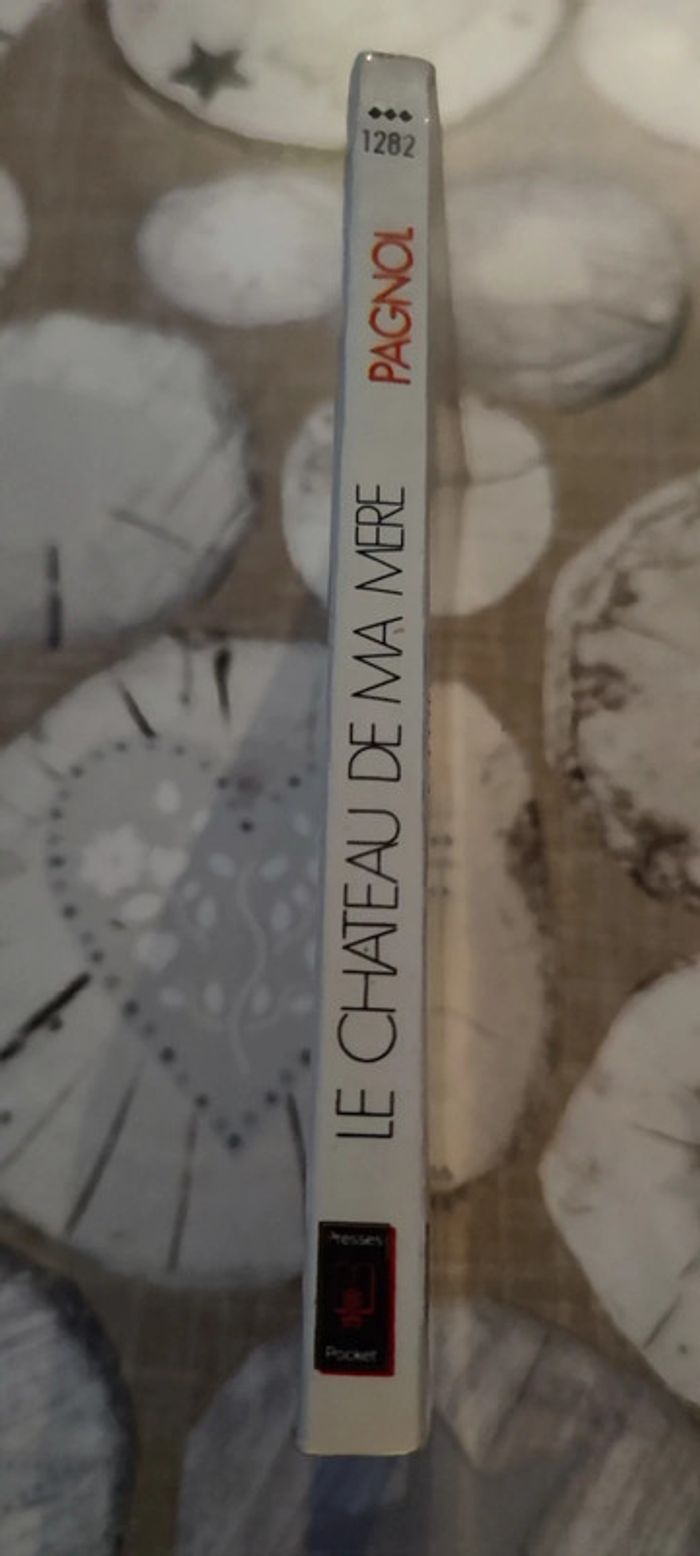 1282
PAGNOL
LE CHATEAU DE MA MERE
Presses
Pocket